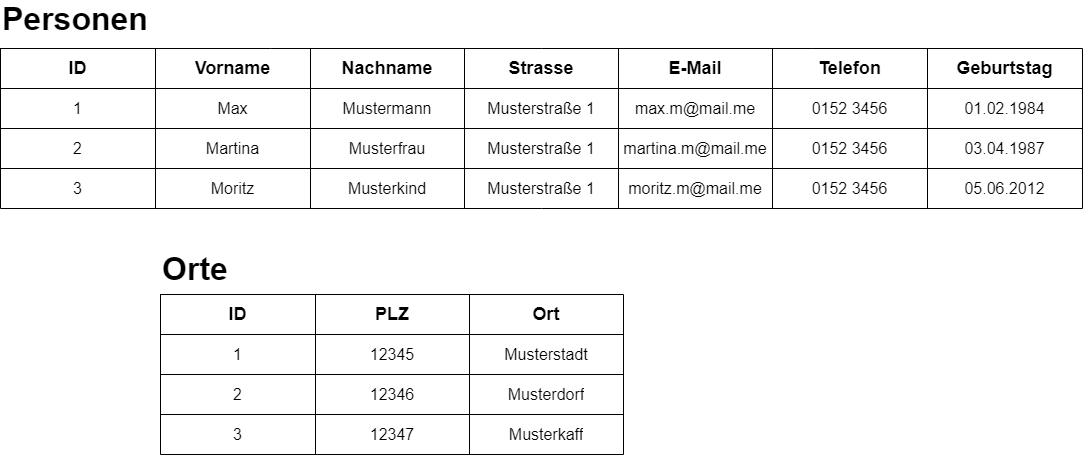 Personen
ID Vorname Nachname Strasse E-Mail Telefon Geburtstag
1 Max Mustermann Musterstraße 1 max.m@mail.me 0152 3456 01.02.1984
2 Martina Musterfrau Musterstraße 1 martina.m@mail.me 0152 3456 03.04.1987
3 Moritz Musterkind Musterstraße 1 moritz.m@mail.me 0152 3456 05.06.2012
Orte
ID PLZ Ort
1 12345 Musterstadt
2 12346 Musterdorf
3 12347 Musterkaff